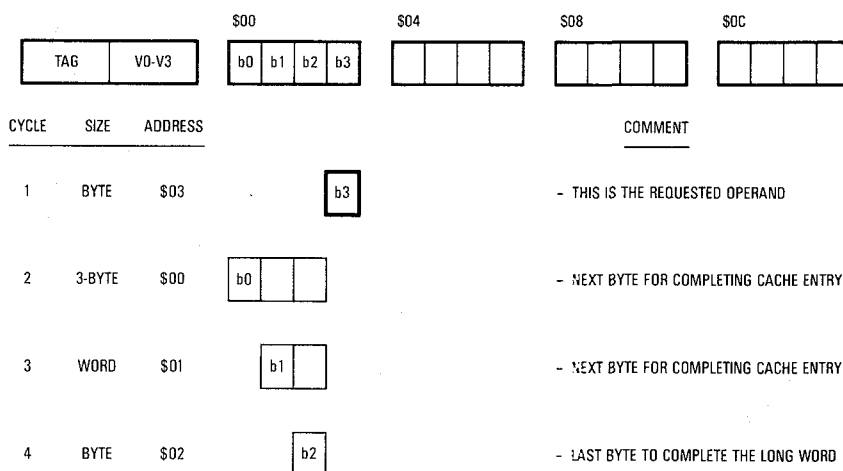 $00 $04 $08 $0C
TAG V0-V3 b0 b1 b2 b3
CYCLE SIZE ADDRESS COMMENT
1 BYTE $03 b3 - THIS IS THE REQUESTED OPERAND
2 3-BYTE $00 b0 - NEXT BYTE FOR COMPLETING CACHE ENTRY
3 WORD $01 b1 - NEXT BYTE FOR COMPLETING CACHE ENTRY
4 BYTE $02 b2 - LAST BYTE TO COMPLETE THE LONG WORD